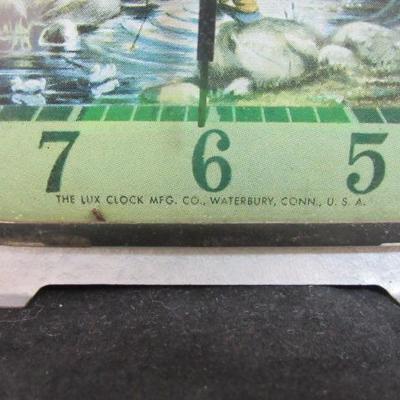 7 6 5
THE LUX CLOCK MFG. CO., WATERBURY, CONN., U. S. A.